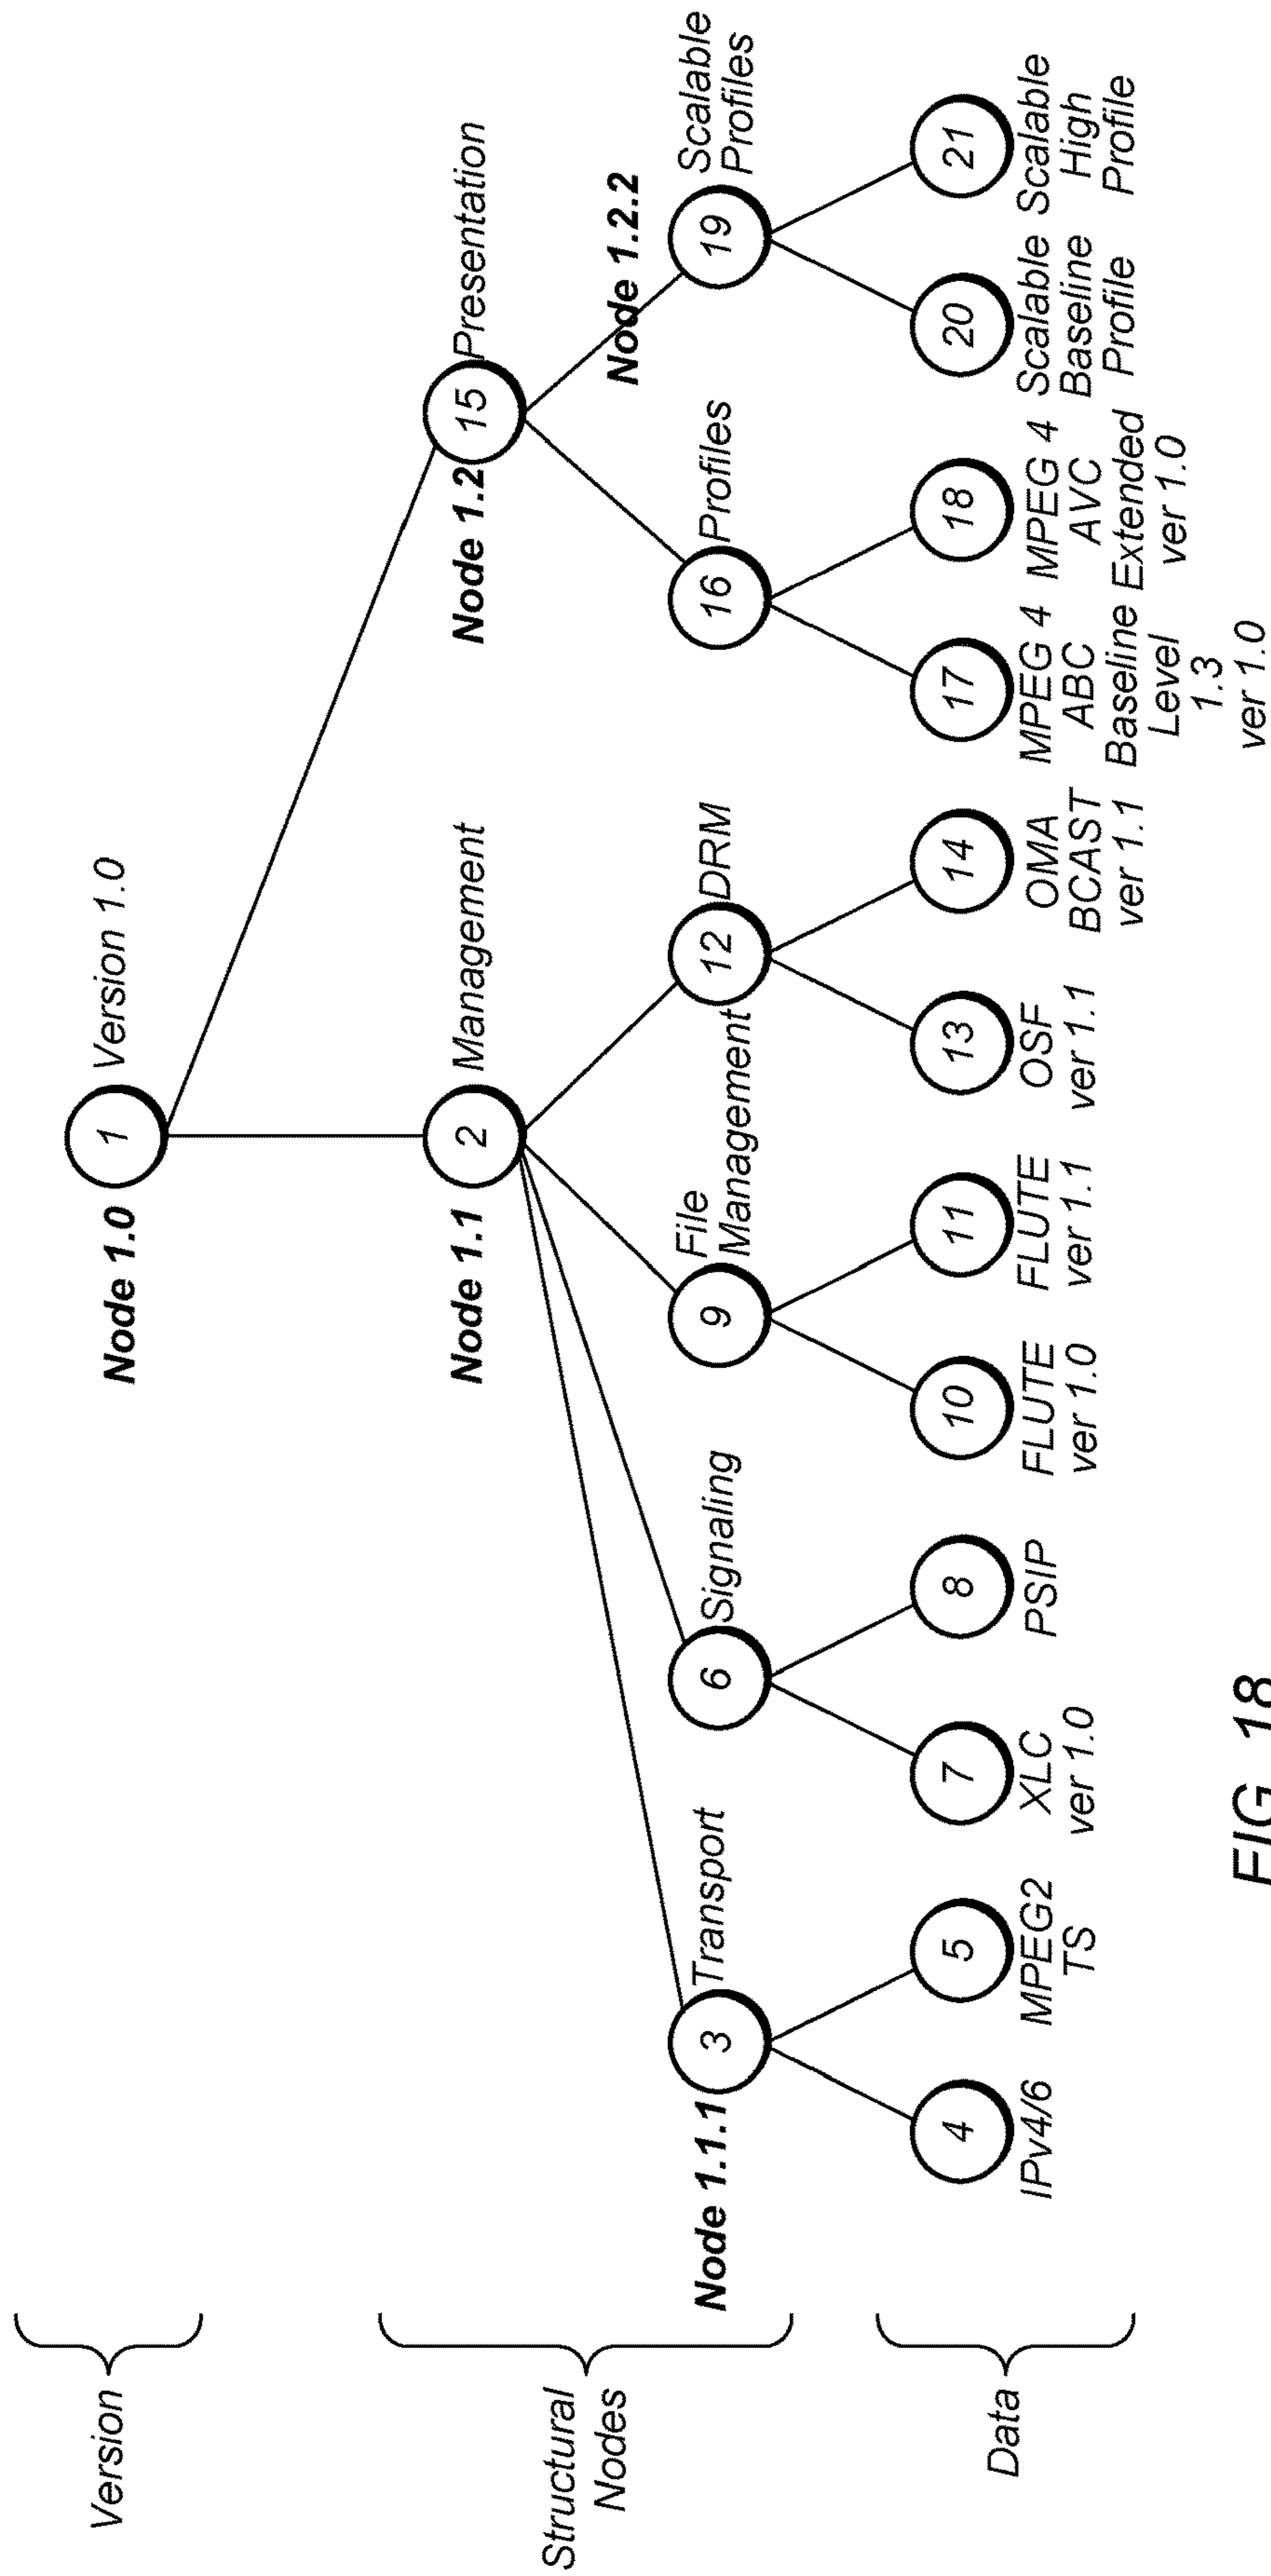 Version
Node 1.0
1
Version 1.0
Structural
Nodes
Node 1.1
2
Management
Node 1.2
15
Presentation
Node 1.1.1
3
Transport
6
Signaling
9
File
Management
12
DRM
16
Profiles
Node 1.2.2
19
Scalable
Profiles
Data
4
IPv4/6
5
MPEG2
TS
7
XLC
ver 1.0
8
PSIP
10
FLUTE
ver 1.0
11
FLUTE
ver 1.1
13
OSF
ver 1.1
14
OMA
BCAST
ver 1.1
17
MPEG 4
ABC
Baseline
Level
1.3
ver 1.0
18
MPEG 4
AVC
Extended
ver 1.0
20
Scalable
Baseline
Profile
21
Scalable
High
Profile
FIG. 18